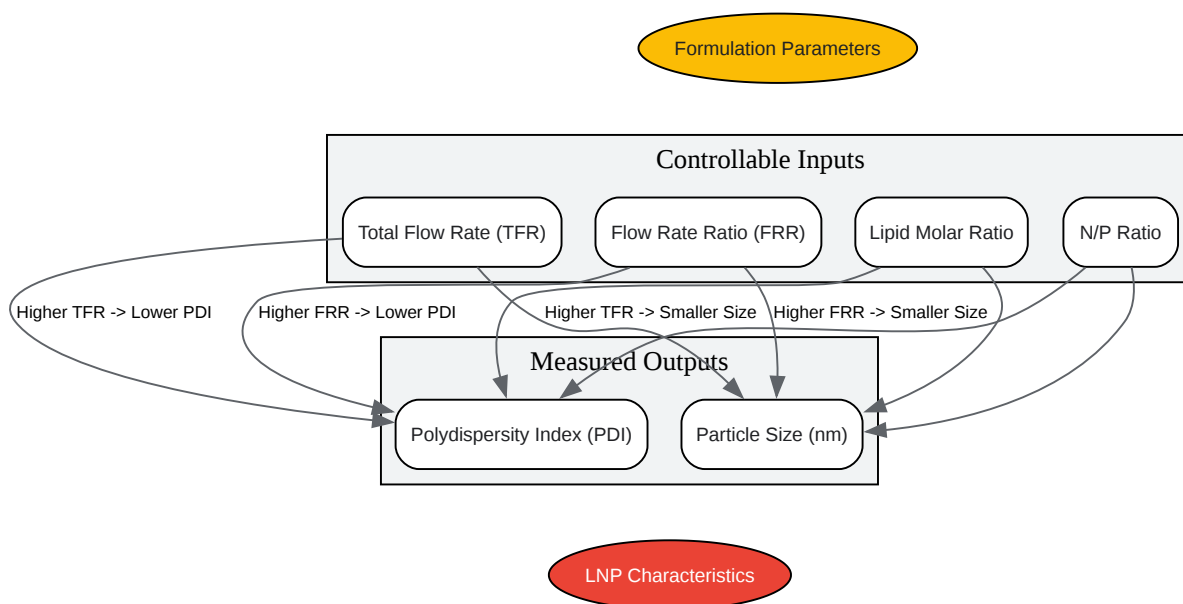 Formulation Parameters
Controllable Inputs
Total Flow Rate (TFR)
Flow Rate Ratio (FRR)
Lipid Molar Ratio
N/P Ratio
Higher TFR -> Lower PDI
Higher FRR -> Lower PDI
Higher TFR -> Smaller Size
Higher FRR -> Smaller Size
Measured Outputs
Polydispersity Index (PDI)
Particle Size (nm)
LNP Characteristics